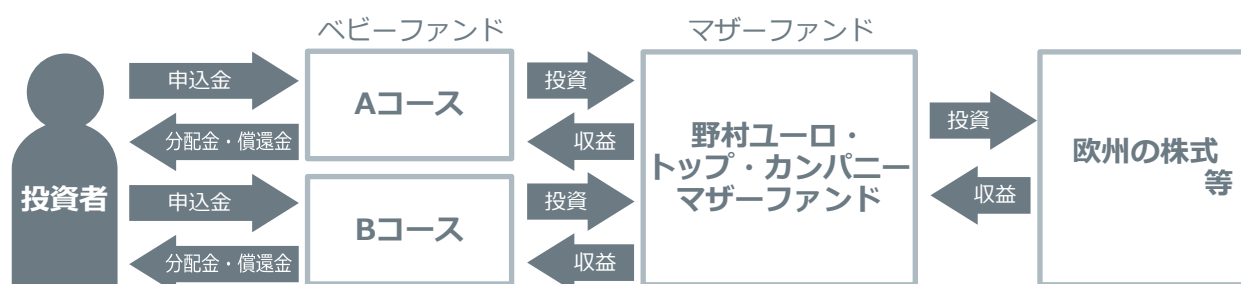 ベビーファンド
マザーファンド
投資者
申込金
分配金・償還金
申込金
分配金・償還金
Aコース
Bコース
投資
収益
投資
収益
野村ユーロ・
トップ・カンパニー
マザーファンド
投資
収益
欧州の株式
等